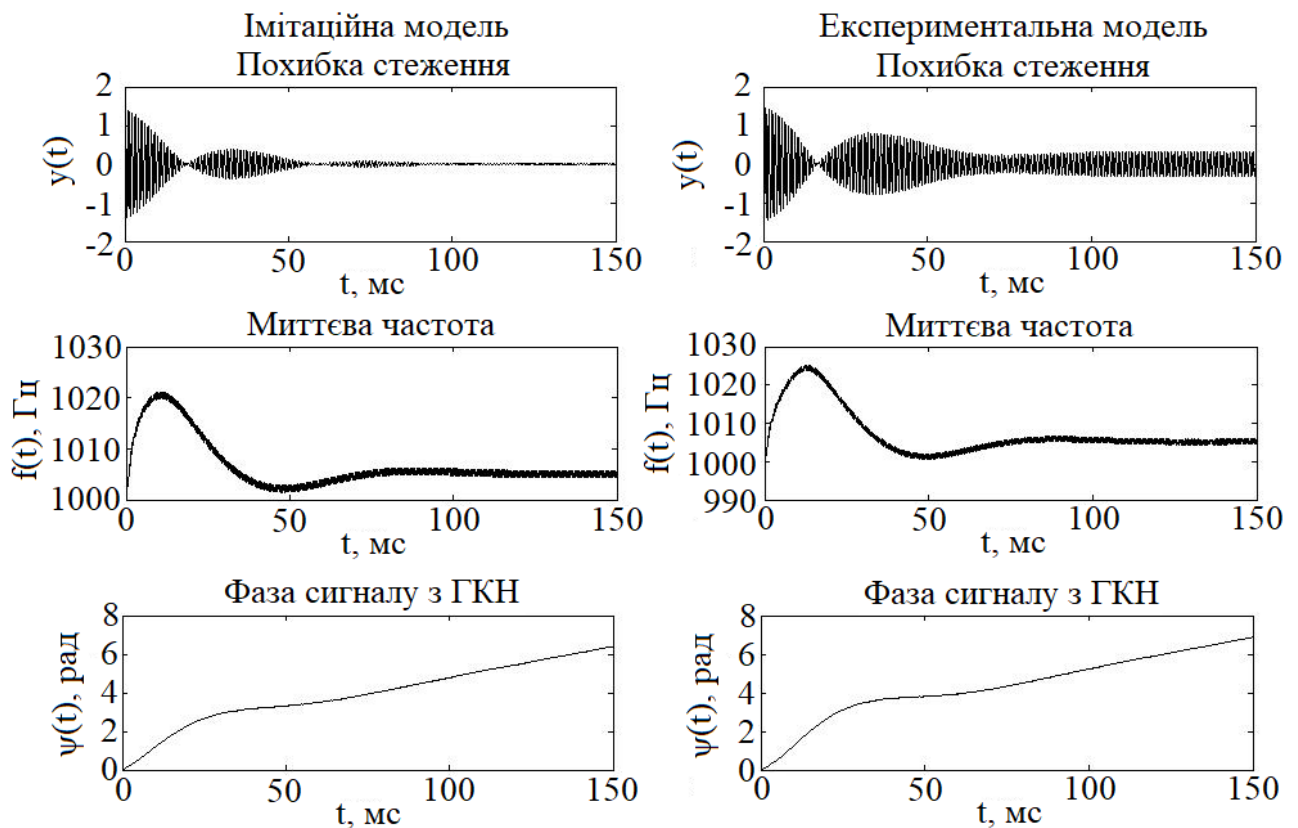 Імітаційна модель
Похибка стеження
2
1
0
-1
-2
y(t)
0 50 100 150
t, мс
Експериментальна модель
Похибка стеження
2
1
0
-1
-2
y(t)
0 50 100 150
t, мс
Миттєва частота
1030
1020
1010
1000
f(t), Гц
0 50 100 150
t, мс
Миттєва частота
1030
1020
1010
1000
990
f(t), Гц
0 50 100 150
t, мс
Фаза сигналу з ГКН
8
6
4
2
0
ψ(t), рад
0 50 100 150
t, мс
Фаза сигналу з ГКН
8
6
4
2
0
ψ(t), рад
0 50 100 150
t, мс